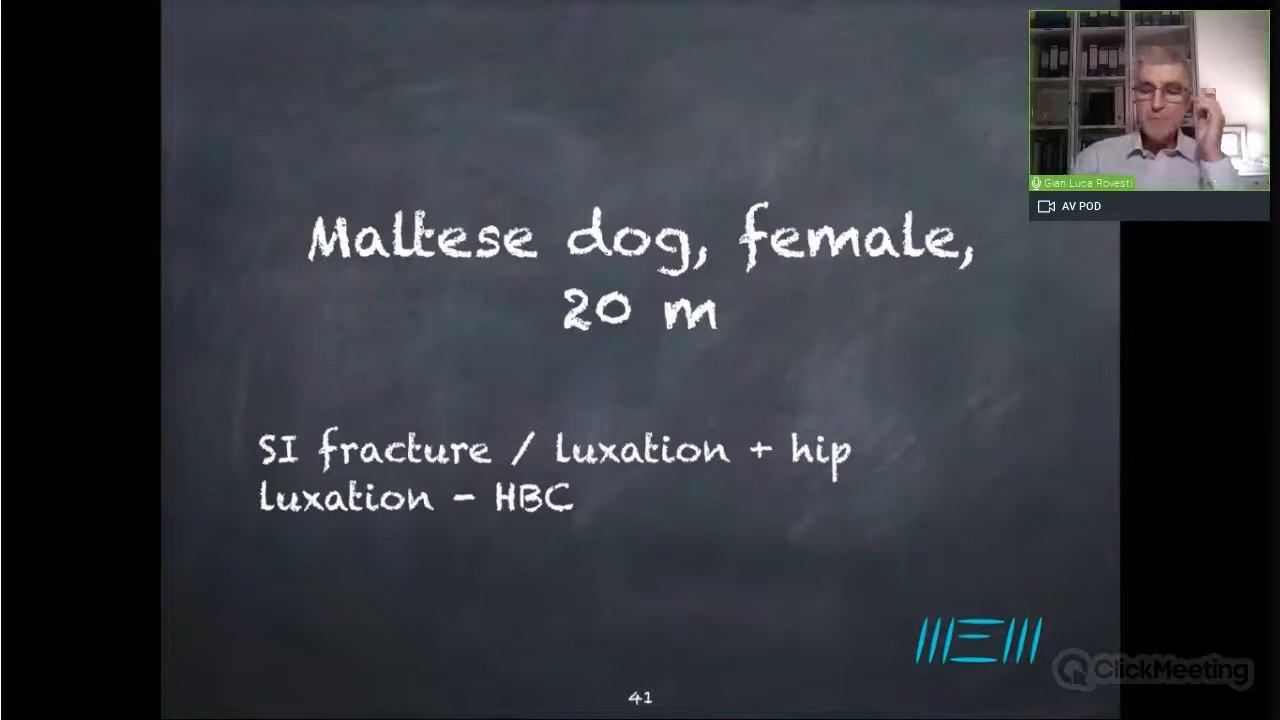 Maltese dog, female,
20 m
SI fracture / luxation + hip
luxation - HBC
41
Gian Luca Rovesti
AV POD
ClickMeeting